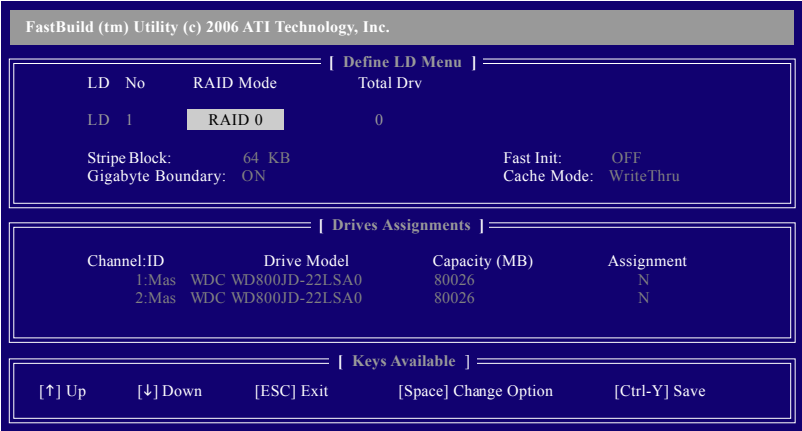 FastBuild (tm) Utility (c) 2006 ATI Technology, Inc.
[ Define LD Menu ]
LD No RAID Mode Total Drv
LD 1 RAID 0 0
Stripe Block: 64 KB Fast Init: OFF
Gigabyte Boundary: ON Cache Mode: WriteThru
[ Drives Assignments ]
Channel:ID Drive Model Capacity (MB) Assignment
1:Mas WDC WD800JD-22LSA0 80026 N
2:Mas WDC WD800JD-22LSA0 80026 N
[ Keys Available ]
[↑] Up [↓] Down [ESC] Exit [Space] Change Option [Ctrl-Y] Save